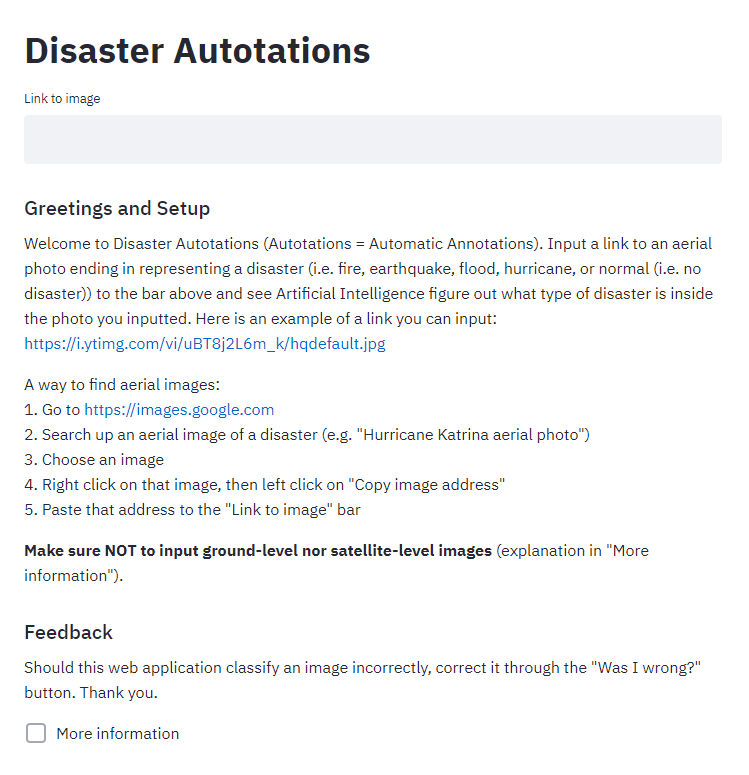 Disaster Autotations
Link to image
Greetings and Setup
Welcome to Disaster Autotations (Autotations = Automatic Annotations). Input a link to an aerial
photo ending in representing a disaster (i.e. fire, earthquake, flood, hurricane, or normal (i.e. no
disaster)) to the bar above and see Artificial Intelligence figure out what type of disaster is inside
the photo you inputted. Here is an example of a link you can input:
https://i.ytimg.com/vi/uBT8j2L6m_k/hqdefault.jpg
A way to find aerial images:
1. Go to https://images.google.com
2. Search up an aerial image of a disaster (e.g. "Hurricane Katrina aerial photo")
3. Choose an image
4. Right click on that image, then left click on "Copy image address"
5. Paste that address to the "Link to image" bar
Make sure NOT to input ground-level nor satellite-level images (explanation in "More
information").
Feedback
Should this web application classify an image incorrectly, correct it through the "Was I wrong?"
button. Thank you.
More information